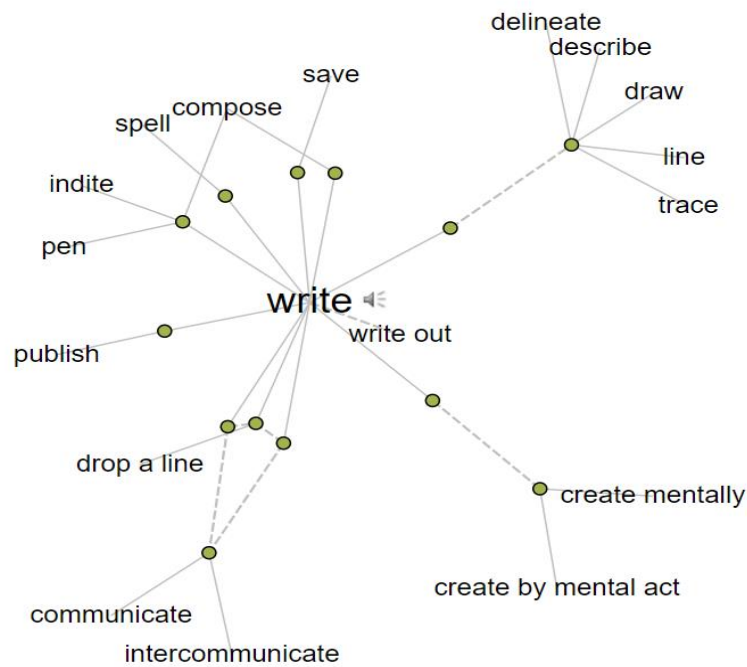 delineate
describe
save
draw
compose
spell
line
indite
trace
pen
write
write out
publish
drop a line
create mentally
create by mental act
communicate
intercommunicate